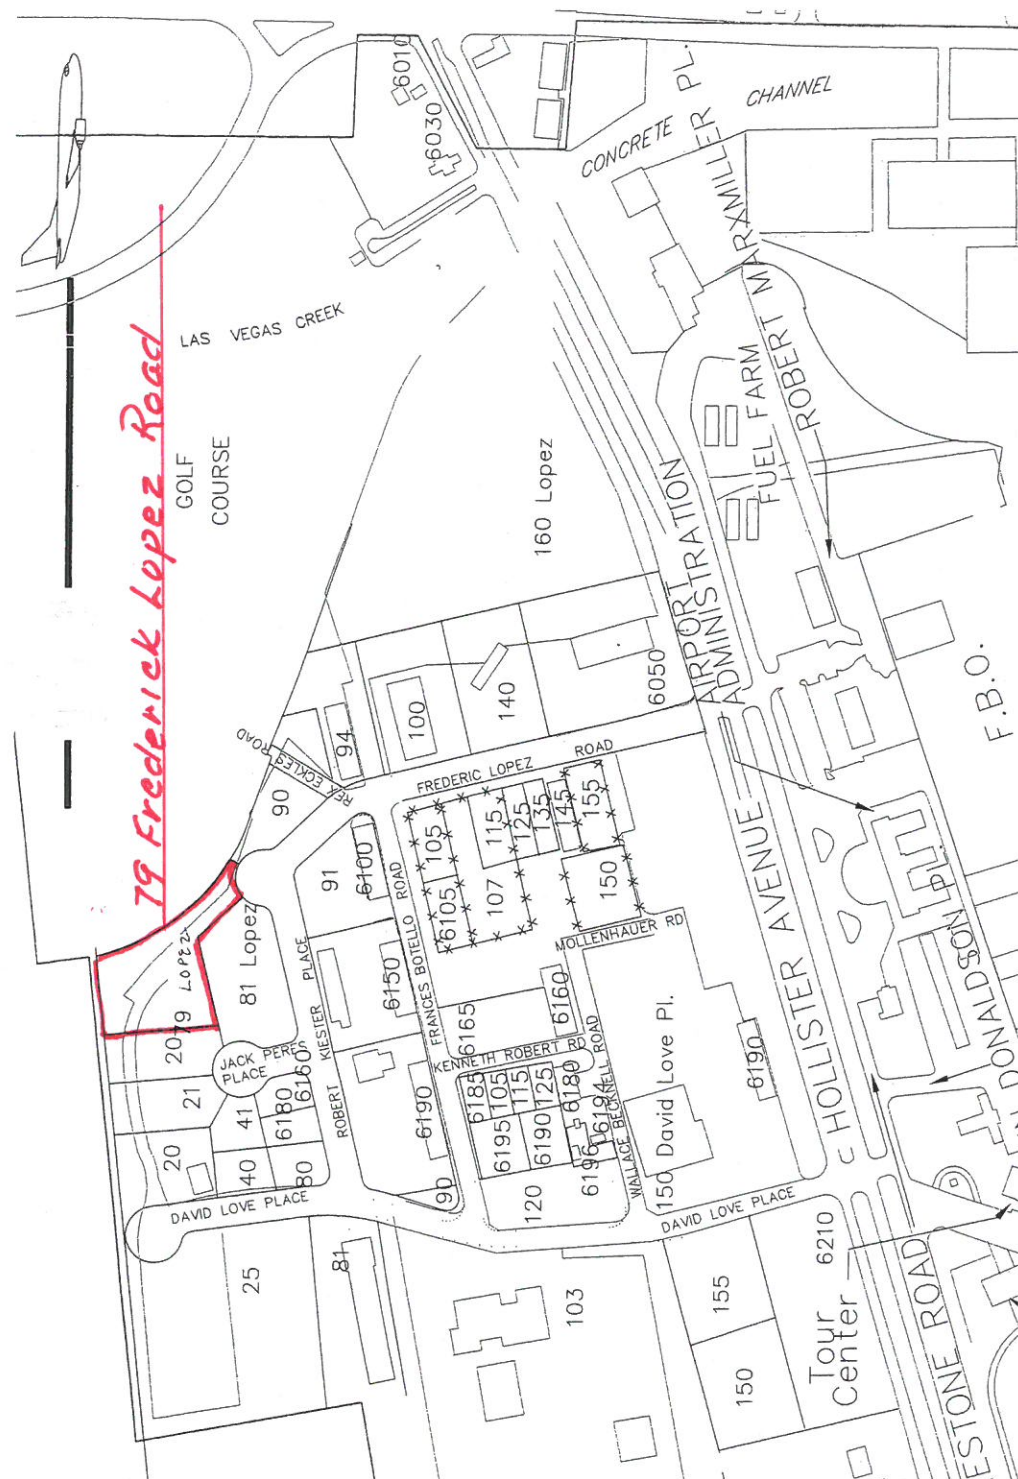 6010
6030
CONCRETE
CHANNEL
ROBERT MARXMILLER PL.
LAS VEGAS CREEK
FUEL FARM
79 Frederick Lopez Road
GOLF
COURSE
160 Lopez
AIRPORT
ADMINISTRATION
F.B.O.
6050
140
100
94
REX ECKLES ROAD
90
FREDERIC LOPEZ ROAD
155
145
135
125
115
105
107
6105
150
91
6100
FRANCES BOTELLO ROAD
MOLLENHAUER RD
HOLLISTER AVENUE
79 LOPEZ
81 Lopez
ROBERT KIESTER PLACE
6150
6165
6160
KENNETH ROBERT RD
WALLACE BECKNELL ROAD
6190
DONALDSON PL.
20
JACK PERES
PLACE
21
41
6180
6160
6190
6185
105
115
125
6180
6195
6190
6194
6196
150 David Love Pl.
20
40
80
90
120
DAVID LOVE PLACE
DAVID LOVE PLACE
25
81
103
155
150
6210
Tour
Center
ESTONE ROAD